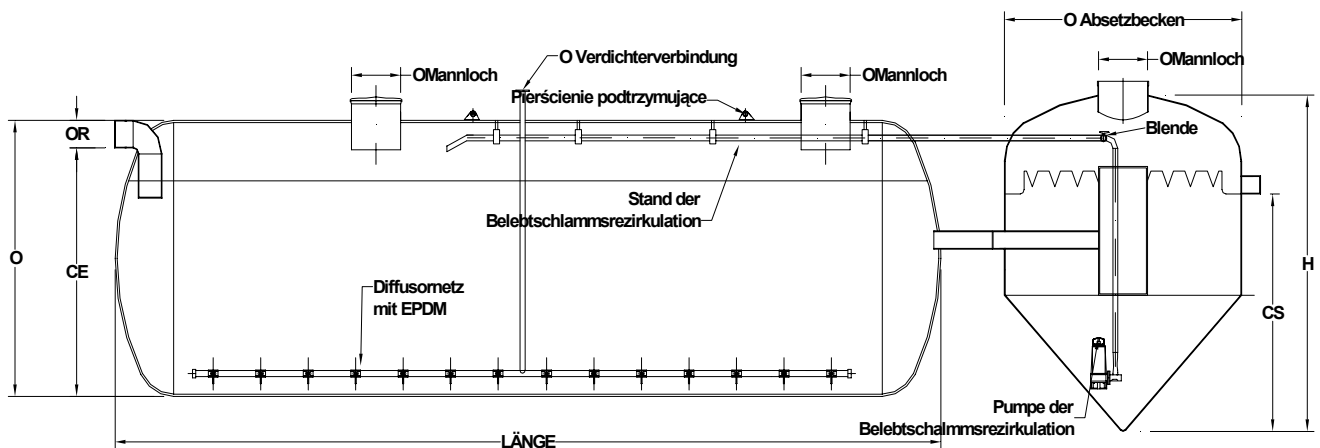 O Absetzbecken
O Verdichterverbindung
OMannloch
OMannloch
OMannloch
Pierścienie podtrzymujące
OR
Blende
Stand der
Belebtschlammsrezirkulation
O
CE
H
Diffusornetz
mit EPDM
CS
Pumpe der
Belebtschalmmsrezirkulation
LÄNGE